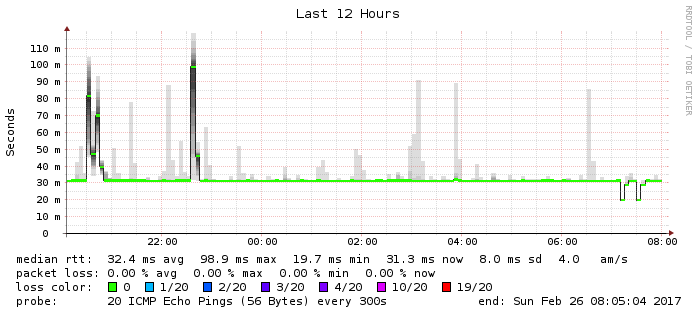 Last 12 Hours
RRDTOOL / TOBI OETIKER
Seconds
110 m
100 m
90 m
80 m
70 m
60 m
50 m
40 m
30 m
20 m
10 m
0
22:00 00:00 02:00 04:00 06:00 08:00
median rtt: 32.4 ms avg 98.9 ms max 19.7 ms min 31.3 ms now 8.0 ms sd 4.0 am/s
packet loss: 0.00 % avg 0.00 % max 0.00 % min 0.00 % now
loss color: 0 1/20 2/20 3/20 4/20 10/20 19/20
probe: 20 ICMP Echo Pings (56 Bytes) every 300s end: Sun Feb 26 08:05:04 2017